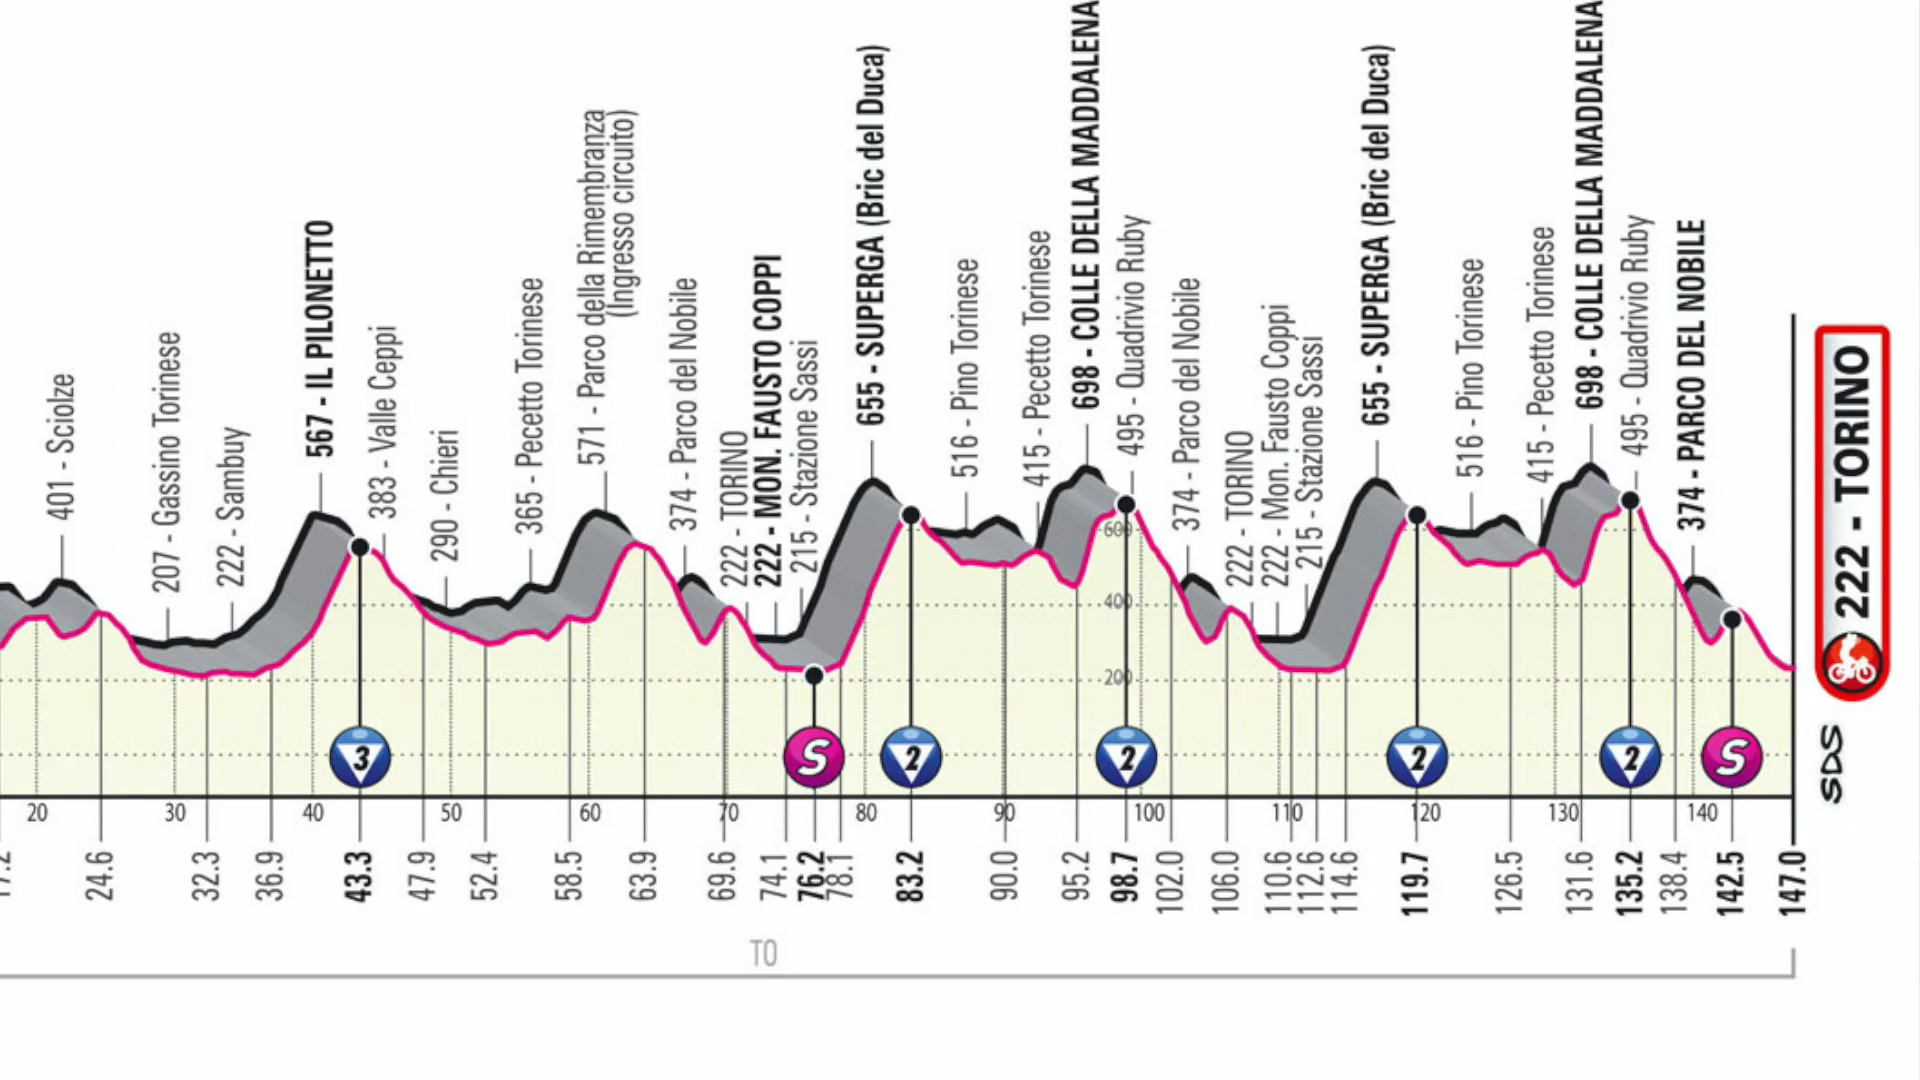 401 - Sciolze
207 - Gassino Torinese
222 - Sambuy
567 - IL PILONETTO
383 - Valle Ceppi
290 - Chieri
365 - Pecetto Torinese
571 - Parco della Rimembranza
(Ingresso circuito)
374 - Parco del Nobile
222 - TORINO
222 - MON. FAUSTO COPPI
215 - Stazione Sassi
655 - SUPERGA (Bric del Duca)
516 - Pino Torinese
415 - Pecetto Torinese
698 - COLLE DELLA MADDALENA
495 - Quadrivio Ruby
374 - Parco del Nobile
222 - TORINO
222 - Mon. Fausto Coppi
215 - Stazione Sassi
655 - SUPERGA (Bric del Duca)
516 - Pino Torinese
415 - Pecetto Torinese
698 - COLLE DELLA MADDALENA
495 - Quadrivio Ruby
374 - PARCO DEL NOBILE
222 - TORINO
600
400
200
3
S
2
2
2
2
S
SDS
20 30 40 50 60 70 80 90 100 110 120 130 140
17.2 24.6 32.3 36.9 43.3 47.9 52.4 58.5 63.9 69.6 74.1 76.2 78.1 83.2 90.0 95.2 98.7 102.0 106.0 110.6 112.6 114.6 119.7 126.5 131.6 135.2 138.4 142.5 147.0
TO